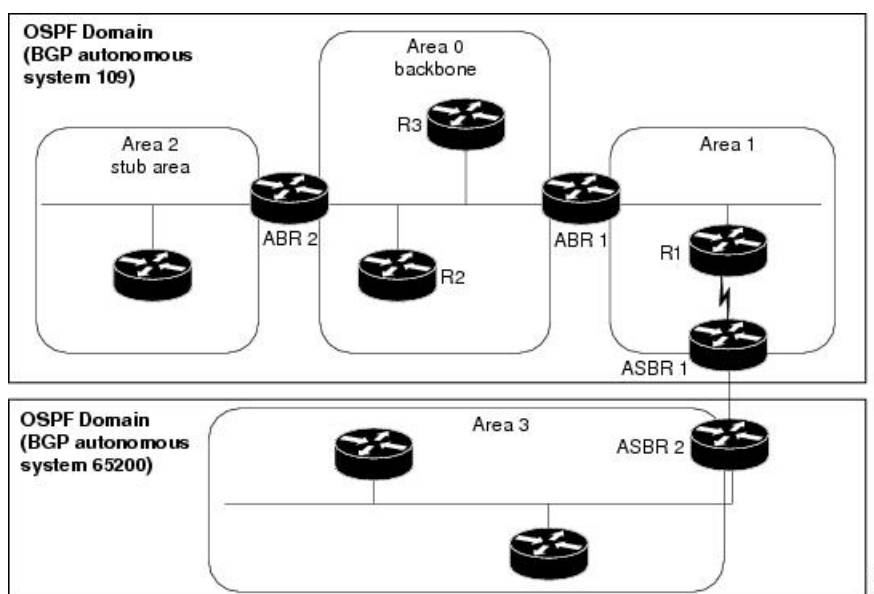 OSPF Domain
(BGP autonomous
system 109)
Area 0
backbone
R3
Area 2
stub area
Area 1
ABR 2
ABR 1
R1
R2
ASBR 1
OSPF Domain
(BGP autonomous
system 65200)
Area 3
ASBR 2